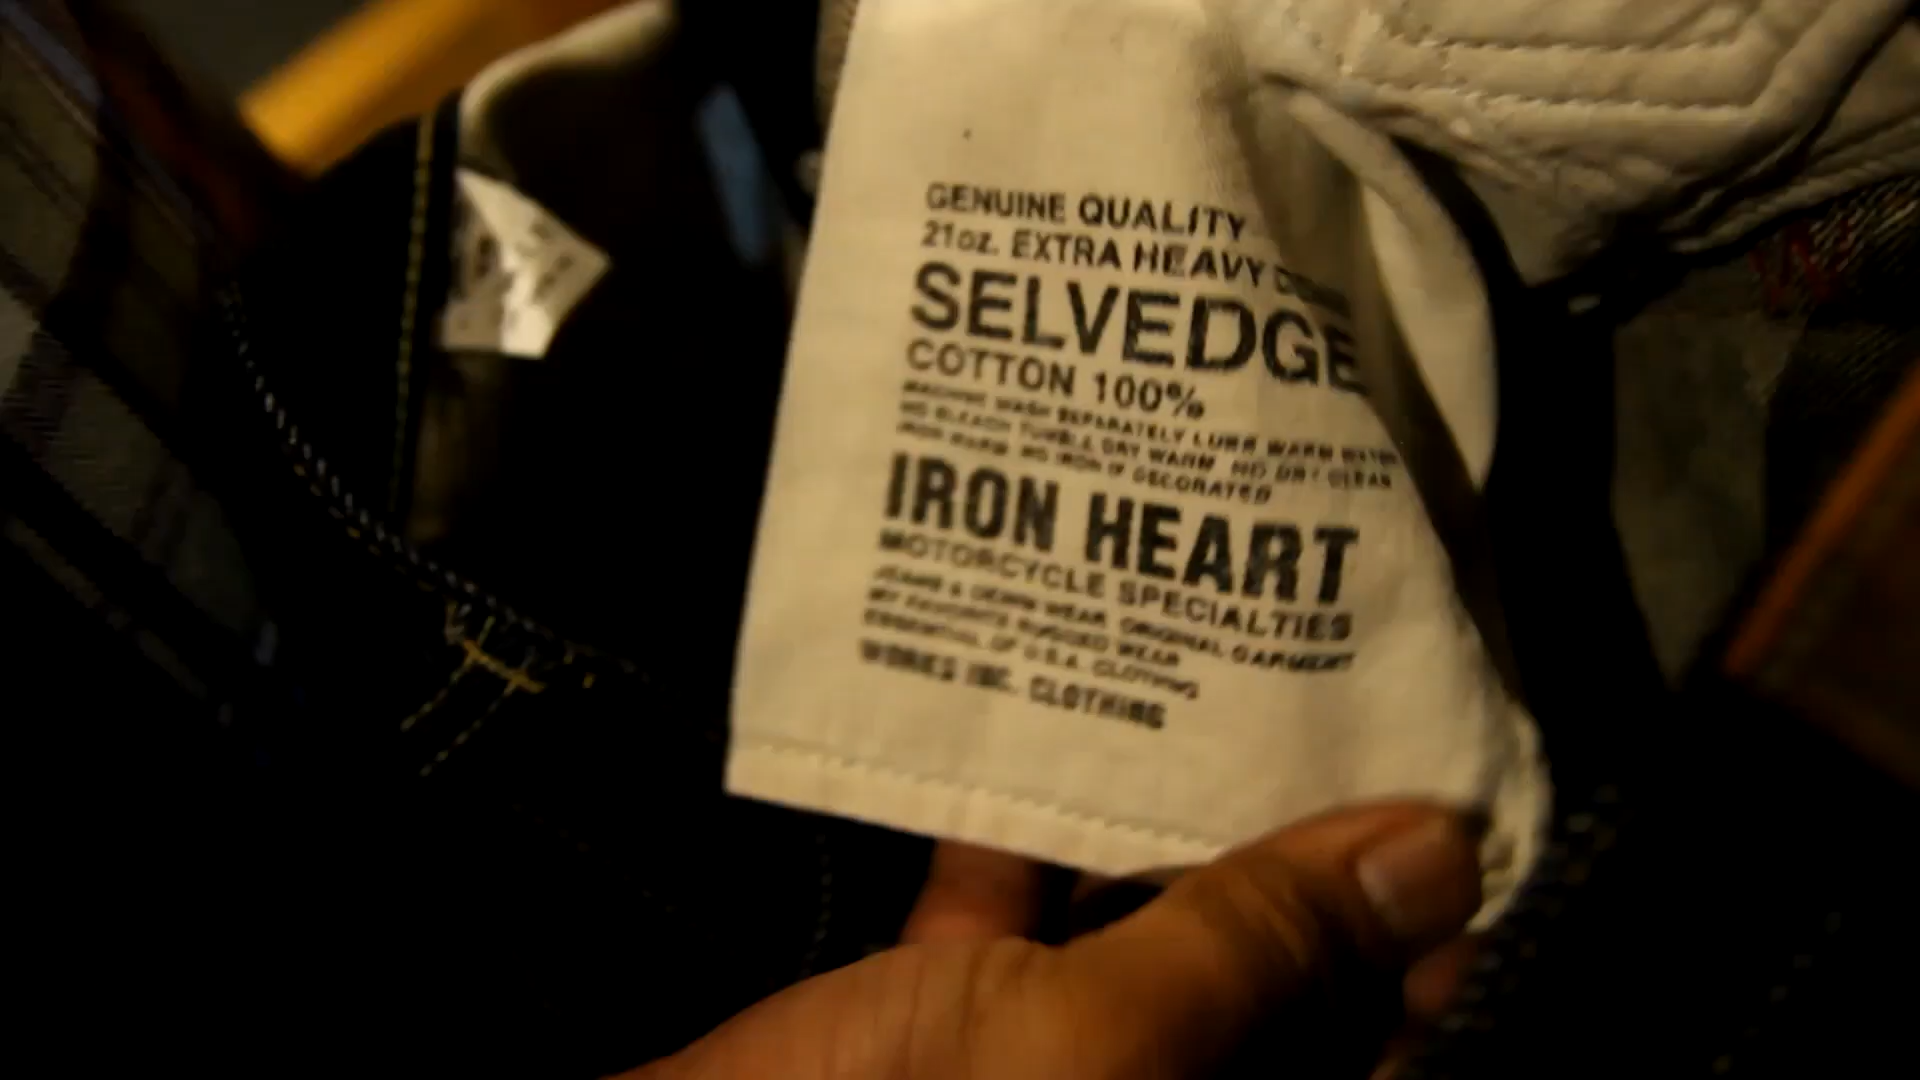 GENUINE QUALITY
21oz. EXTRA HEAVY
SELVEDGE
COTTON 100%
MACHINE WASH SEPARATELY LUKE WARM WATER
NO BLEACH TUMBLE DRY WARM NO DRY CLEAN
IRON WARM NO IRON IF DECORATED
IRON HEART
MOTORCYCLE SPECIALTIES
JEANS & DENIM WEAR ORIGINAL GARMENT
MY FAVORITE RUGGED WEAR
ESSENTIAL OF U.S.A. CLOTHING
WORKS INC. CLOTHING